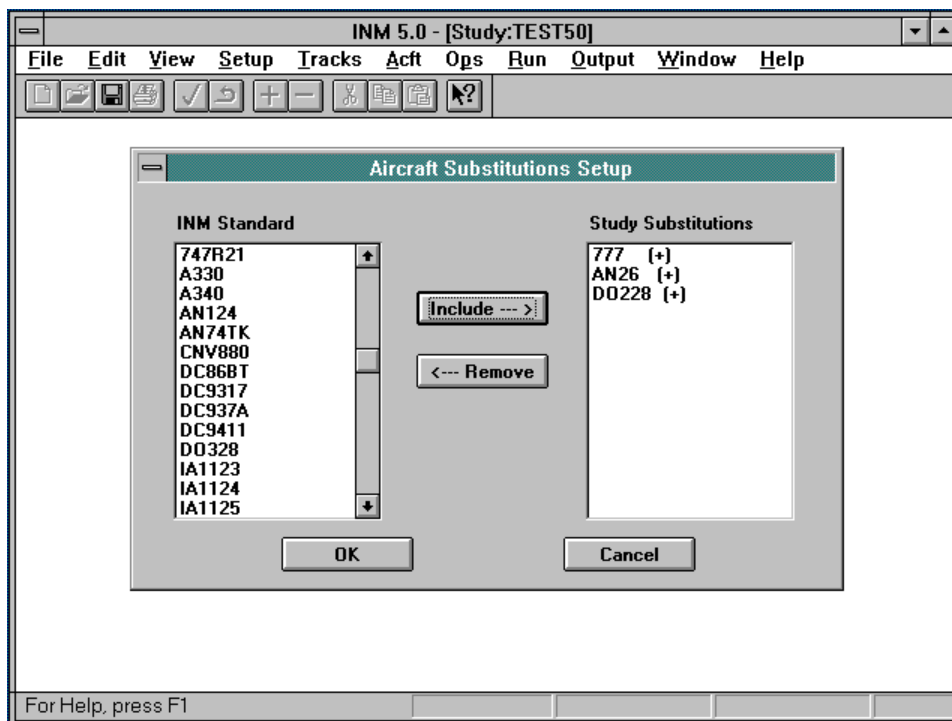 INM 5.0 - [Study:TEST50]
File Edit View Setup Tracks Acft Ops Run Output Window Help
Aircraft Substitutions Setup
INM Standard
747R21
A330
A340
AN124
AN74TK
CNV880
DC86BT
DC9317
DC937A
DC9411
DO328
IA1123
IA1124
IA1125
Include --- >
<--- Remove
Study Substitutions
777 (+)
AN26 (+)
DO228 (+)
OK
Cancel
For Help, press F1